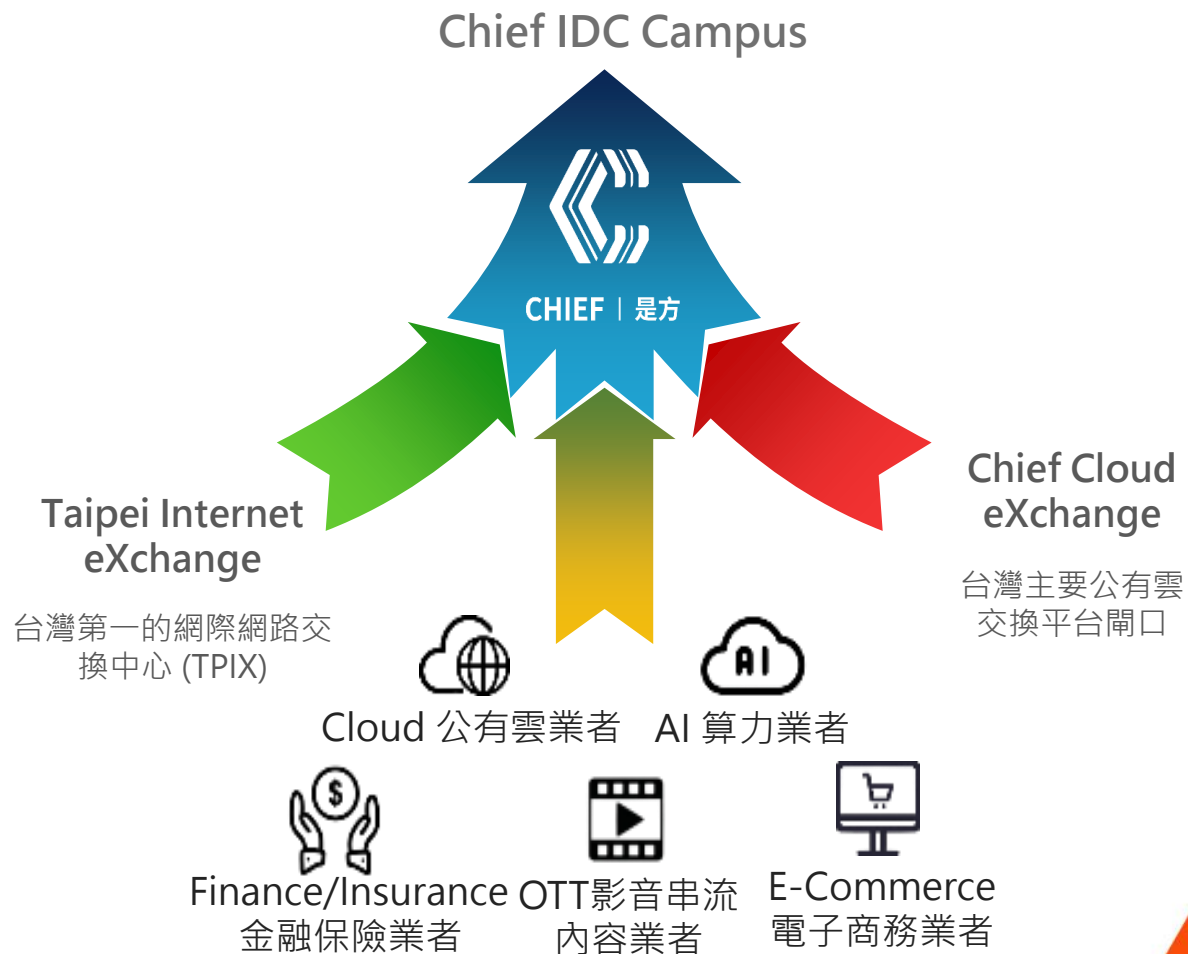 Chief IDC Campus
CHIEF | 是方
Taipei Internet
eXchange
台灣第一的網際網路交
換中心 (TPIX)
Chief Cloud
eXchange
台灣主要公有雲
交換平台閘口
AI
Cloud 公有雲業者
AI 算力業者
$
Finance/Insurance
金融保險業者
OTT影音串流
內容業者
E-Commerce
電子商務業者